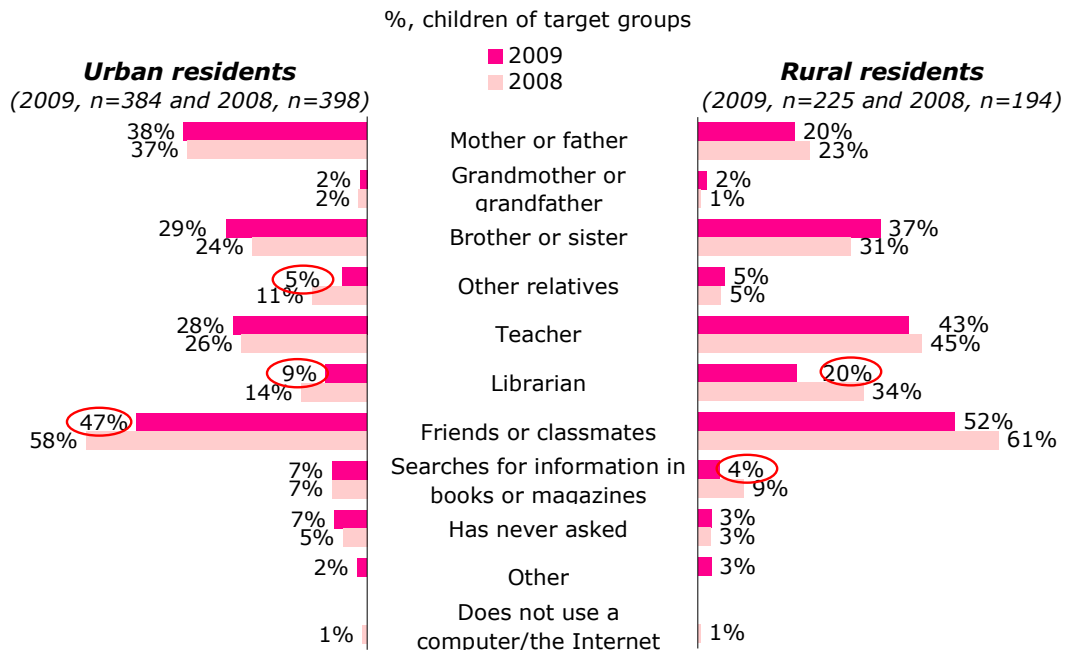 %, children of target groups
2009
2008
Urban residents
(2009, n=384 and 2008, n=398)
Rural residents
(2009, n=225 and 2008, n=194)
38%
37%
Mother or father
20%
23%
2%
2%
Grandmother or
grandfather
2%
1%
29%
24%
Brother or sister
37%
31%
5%
11%
Other relatives
5%
5%
28%
26%
Teacher
43%
45%
9%
14%
Librarian
20%
34%
47%
58%
Friends or classmates
52%
61%
7%
7%
Searches for information in
books or magazines
4%
9%
7%
5%
Has never asked
3%
3%
2%
Other
3%
1%
Does not use a
computer/the Internet
1%